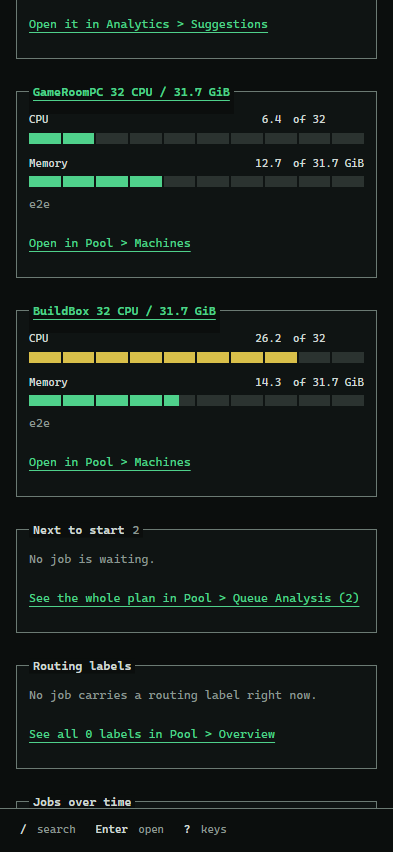 Open it in Analytics > Suggestions
GameRoomPC 32 CPU / 31.7 GiB
CPU 6.4 of 32
Memory 12.7 of 31.7 GiB
e2e
Open in Pool > Machines
BuildBox 32 CPU / 31.7 GiB
CPU 26.2 of 32
Memory 14.3 of 31.7 GiB
e2e
Open in Pool > Machines
Next to start 2
No job is waiting.
See the whole plan in Pool > Queue Analysis (2)
Routing labels
No job carries a routing label right now.
See all 0 labels in Pool > Overview
Jobs over time
/ search Enter open ? keys